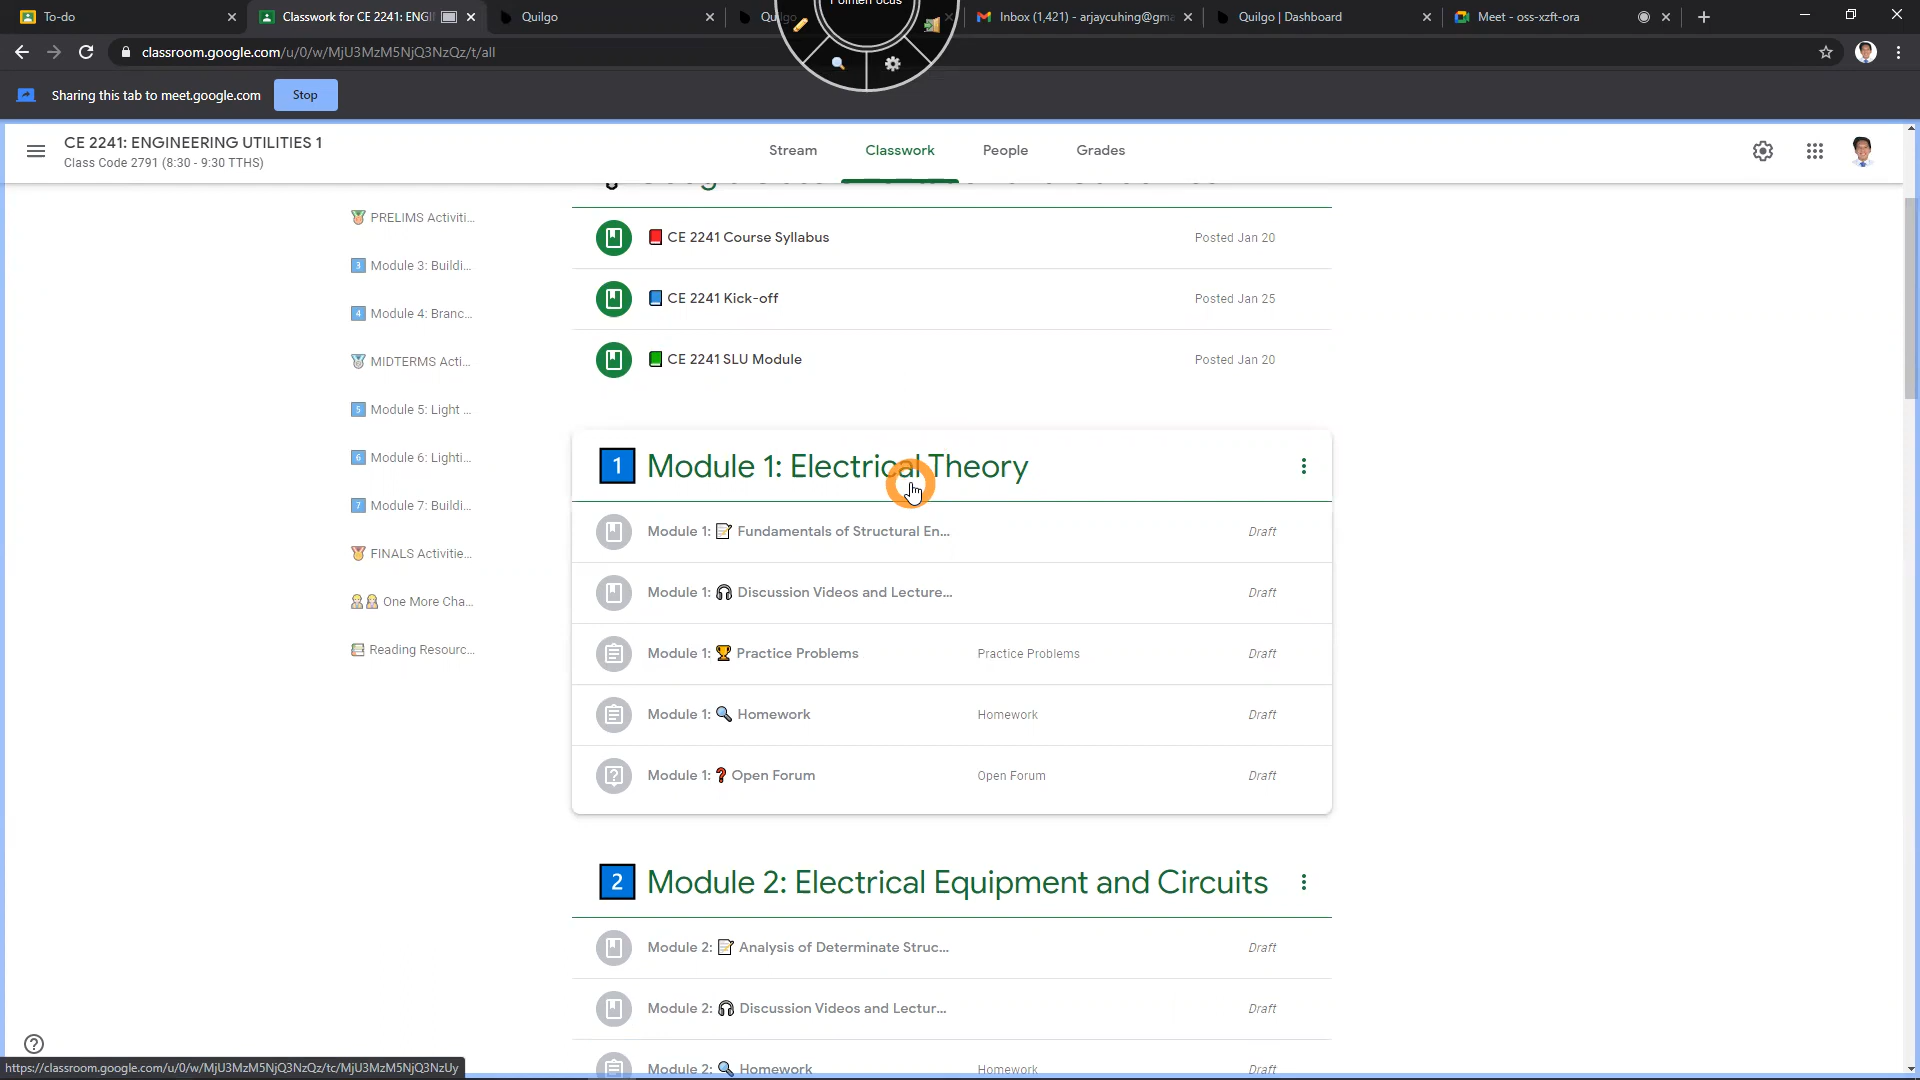 To-do
Classwork for CE 2241: ENGI
Quilgo
Inbox (1,421) - arjaycuhing@gma
Quilgo | Dashboard
Meet - oss-xzft-ora
classroom.google.com/u/0/w/MjU3MzM5NjQ3NzQz/t/all
Sharing this tab to meet.google.com
Stop
CE 2241: ENGINEERING UTILITIES 1
Class Code 2791 (8:30 - 9:30 TTHS)
Stream
Classwork
People
Grades
PRELIMS Activiti...
3 Module 3: Buildi...
4 Module 4: Branc...
MIDTERMS Acti...
5 Module 5: Light ...
6 Module 6: Lighti...
7 Module 7: Buildi...
FINALS Activitie...
One More Cha...
Reading Resourc...
CE 2241 Course Syllabus Posted Jan 20
CE 2241 Kick-off Posted Jan 25
CE 2241 SLU Module Posted Jan 20
1 Module 1: Electrical Theory
Module 1: Fundamentals of Structural En... Draft
Module 1: Discussion Videos and Lecture... Draft
Module 1: Practice Problems Practice Problems Draft
Module 1: Homework Homework Draft
Module 1: ❓ Open Forum Open Forum Draft
2 Module 2: Electrical Equipment and Circuits
Module 2: Analysis of Determinate Struc... Draft
Module 2: Discussion Videos and Lectur... Draft
Module 2: Homework Homework Draft
https://classroom.google.com/u/0/w/MjU3MzM5NjQ3NzQz/tc/MjU3MzM5NjQ3NzUy